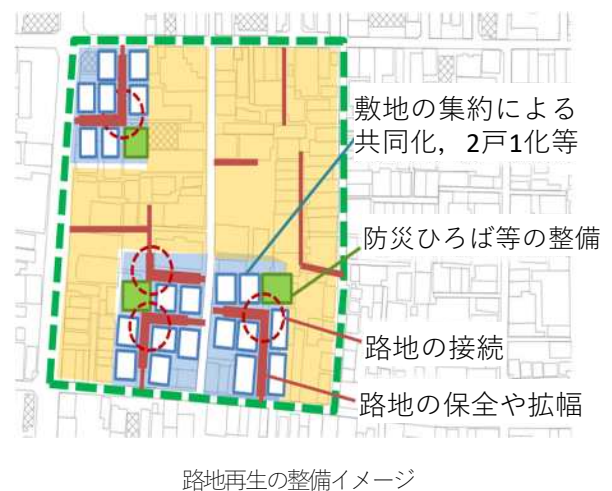 敷地の集約による
共同化，2戸1化等
防災ひろば等の整備
路地の接続
路地の保全や拡幅
路地再生の整備イメージ